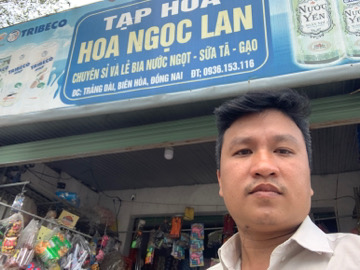 TRIBECO
TẠP HÓA
HOA NGỌC LAN
CHUYÊN SỈ VÀ LẺ BIA NƯỚC NGỌT - SỮA TẢ - GẠO
ĐC: TRẢNG DÀI, BIÊN HÒA, ĐỒNG NAI ĐT: 0936.153.116
NƯỚC
YẾN